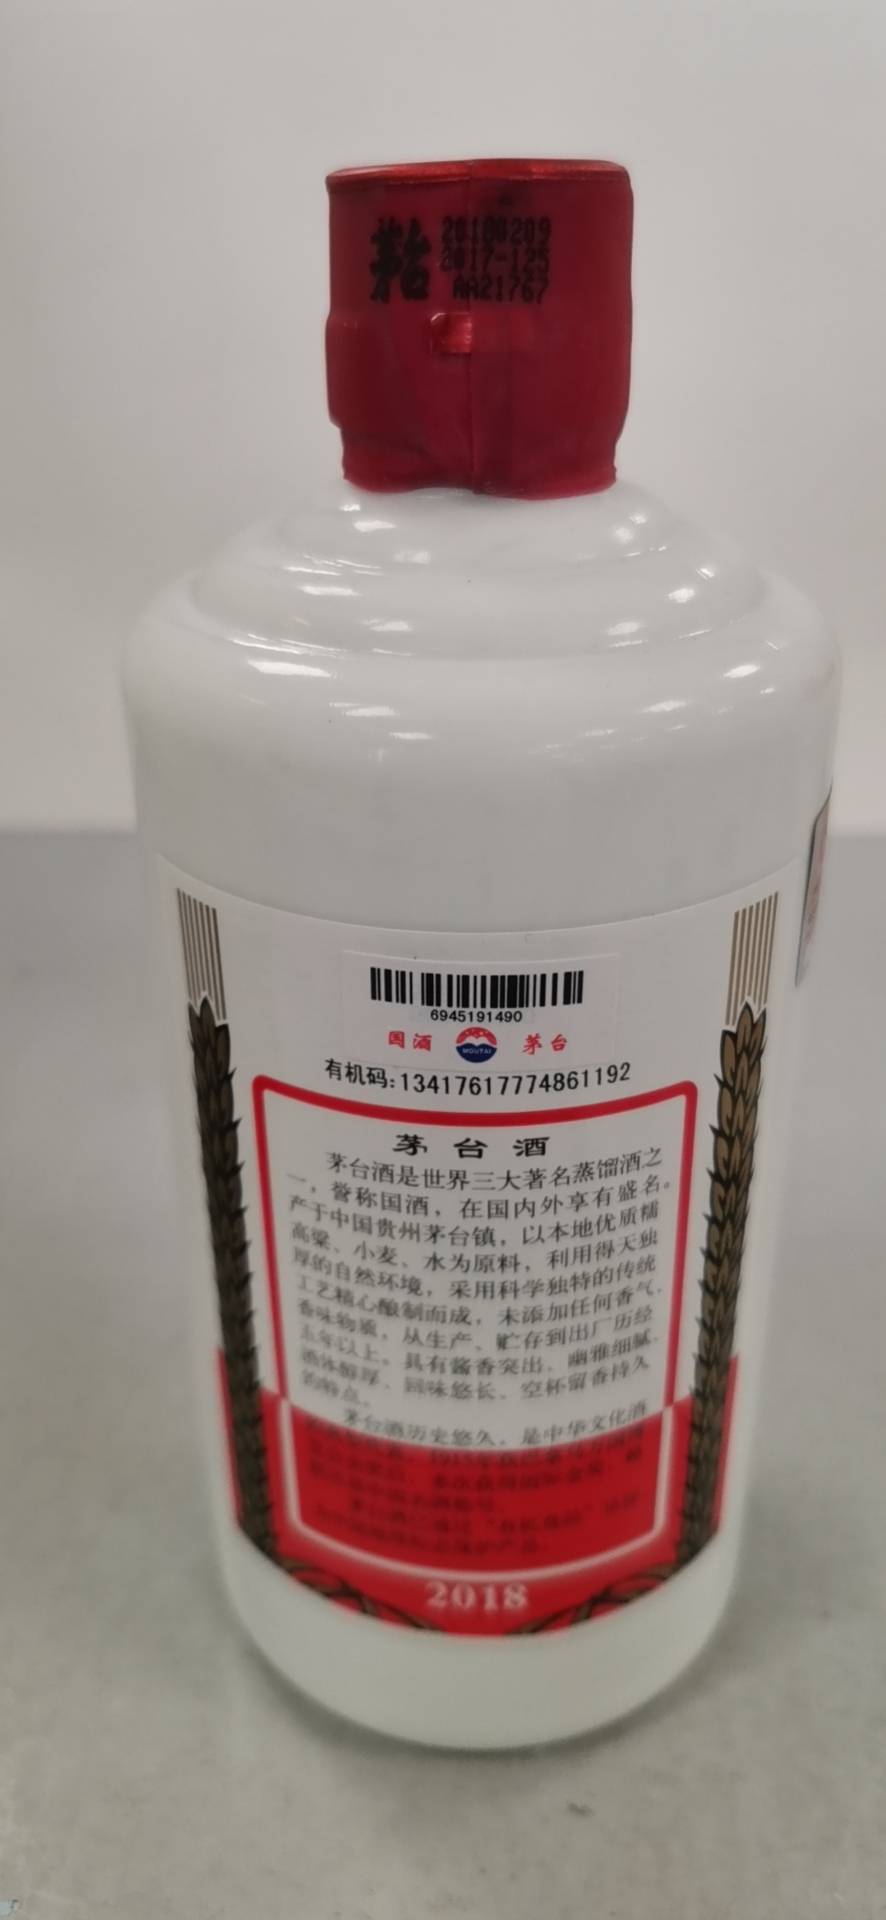 茅台
20180209
2017-125
AA21767
6945191490
国酒 MOUTAI 茅台
有机码:13417617774861192
茅台酒
茅台酒是世界三大著名蒸馏酒之
一,誉称国酒,在国内外享有盛名。
产于中国贵州茅台镇,以本地优质糯
高粱、小麦、水为原料,利用得天独
厚的自然环境,采用科学独特的传统
工艺精心酿制而成,未添加任何香气、
香味物质,从生产、贮存到出厂历经
五年以上。具有酱香突出、幽雅细腻、
酒体醇厚、回味悠长、空杯留香持久
的特点。
茅台酒历史悠久,是中华文化酒
2018